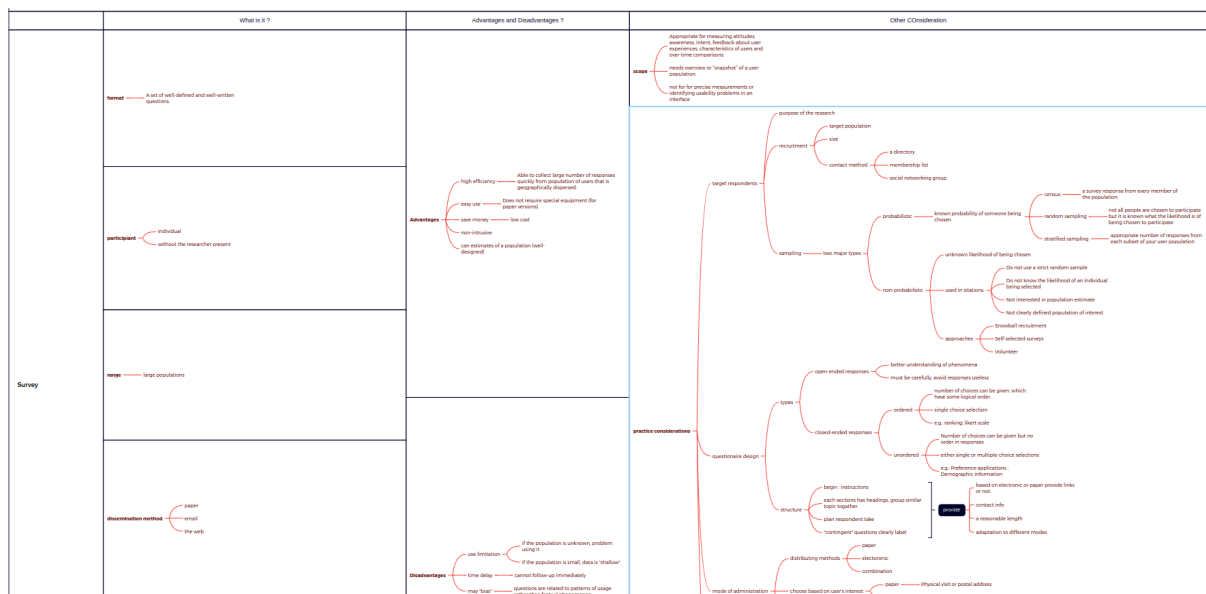 What is it ?
Advantages and Disadvantages ?
Other COnsideration
Survey
format
A set of well-defined and well-written
questions.
participant
individual
without the researcher present
range
large populations
dissemination method
paper
email
the web
Advantages
high efficiency
Able to collect large number of responses
quickly from population of users that is
geographically dispersed.
easy use
Does not require special equipment (for
paper versions).
save money
low cost
non-intrusive
can estimates of a population (well-
designed)
Disadvantages
use limitation
if the population is unknown, problem
using it
if the population is small, data is "shallow"
time delay
cannot follow-up immediately
may "bias"
questions are related to patterns of usage
scope
Appropriate for measuring attitudes,
awareness, intent, feedback about user
experiences, characteristics of users and
over-time comparisons.
needs overview or "snapshot" of a user
population.
not for for precise measurements or
identifying usability problems in an
interface
practice considerations
target respondents
purpose of the research
recruitment
target population
size
contact method
a directory
membership list
social networking group
sampling
two major types
probabilistic
known probability of someone being
chosen
census
a survey response from every member of
the population.
random sampling
not all people are chosen to participate
but it is known what the likelihood is of
being chosen to participate
stratified sampling
appropriate number of responses from
each subset of your user population
non-probabilistic
unknown likelihood of being chosen
used in sitations
Do not use a strict random sample
Do not know the likelihood of an individual
being selected
Not interested in population estimate
Not clearly defined population of interest
approaches
Snowball recruitment
Self-selected surveys
Volunteer
questionaire design
types
open-ended responses
better understanding of phenomena
must be carefully, avoid responses useless
closed-ended responses
ordered
number of choices can be given, which
have some logical order.
single choice selection
e.g., ranking; likert scale
unordered
Number of choices can be given but no
order in responses
either single or multiple choice selections
e.g., Preference applications ,
Demographic information
structure
begin : instructions
each sections has headings, group similar
topic together
plan respondent take
"contingent" questions clearly label
provide
based on electronic or paper provide links
or not.
contact info
a reasonable length
adaptation to different modes
mode of administration
distributing methods
paper
electoronic
combination
choose based on user's interest
paper
Physical visit or postal address